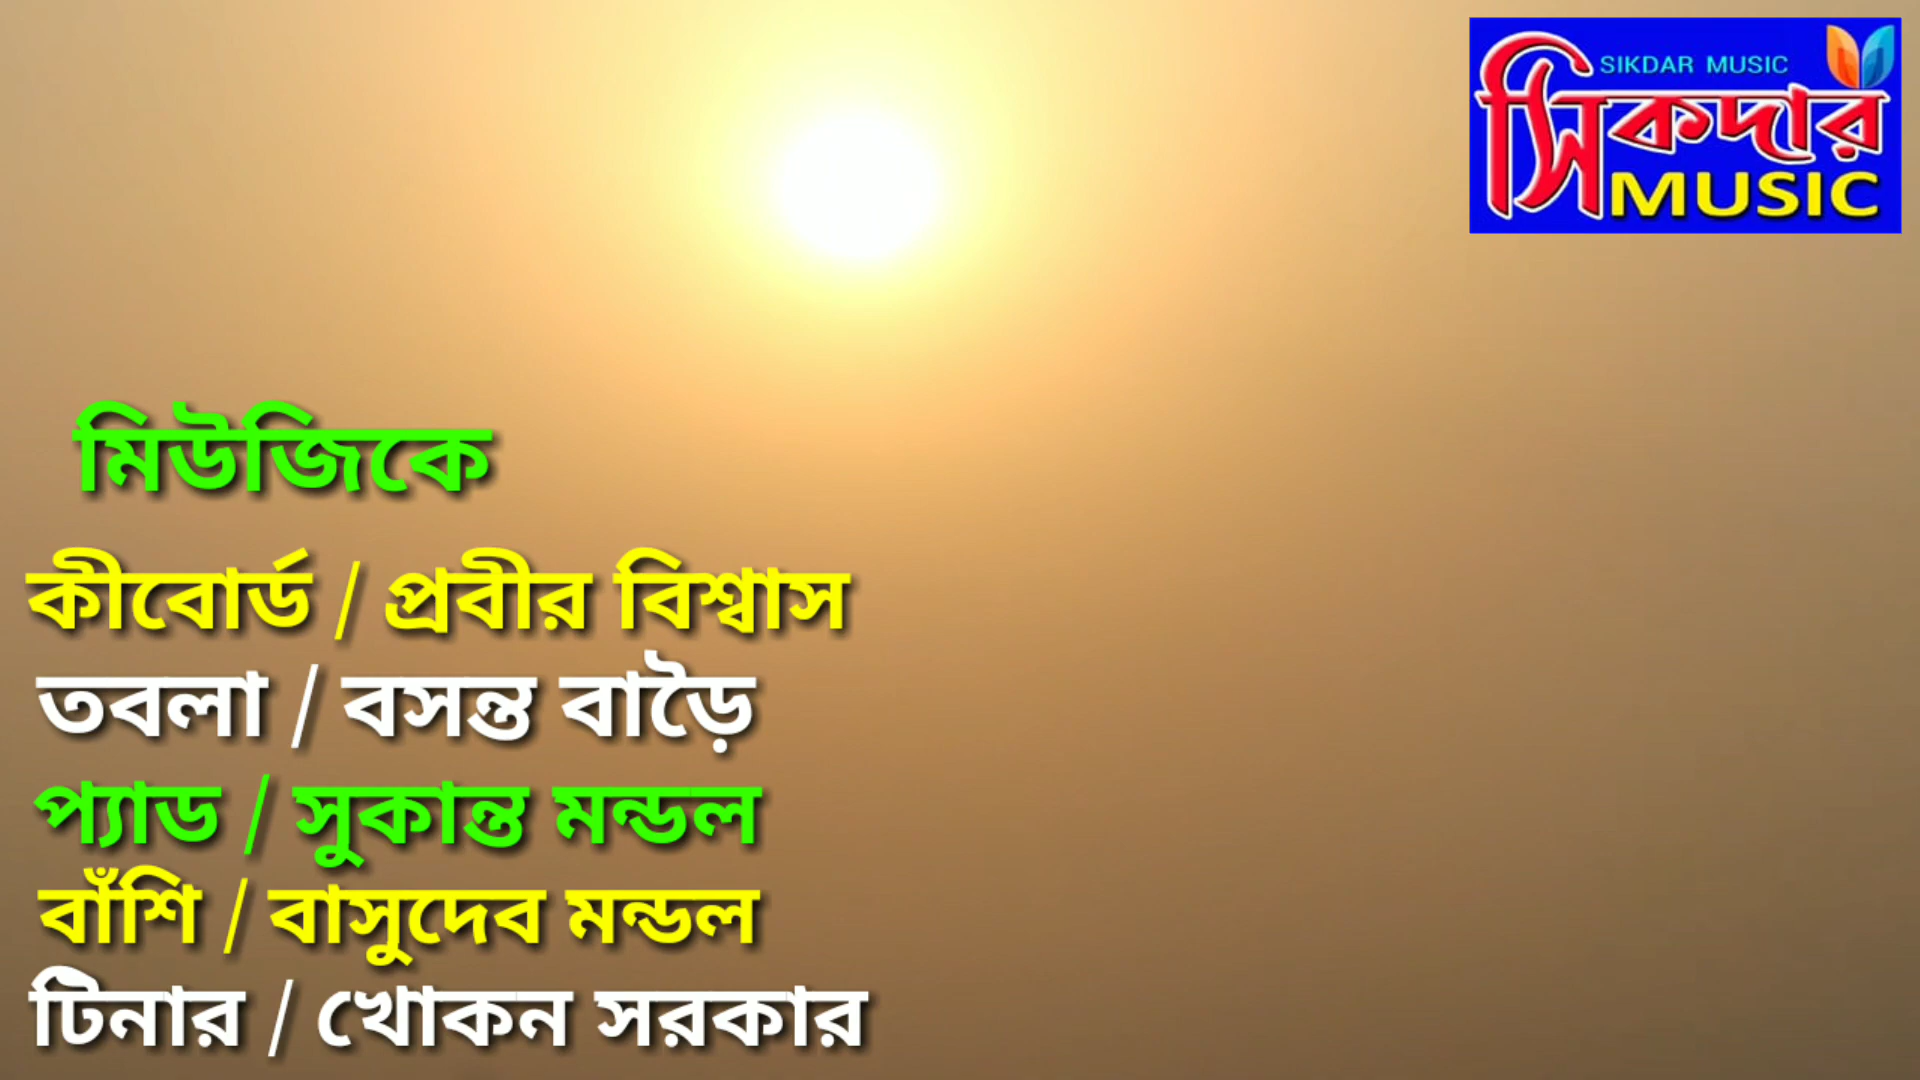 SIKDAR MUSIC
সিকদার
MUSIC
মিউজিকে
কীবোর্ড / প্রবীর বিশ্বাস
তবলা / বসন্ত বাড়ৈ
প্যাড / সুকান্ত মন্ডল
বাঁশি / বাসুদেব মন্ডল
টিনার / খোকন সরকার